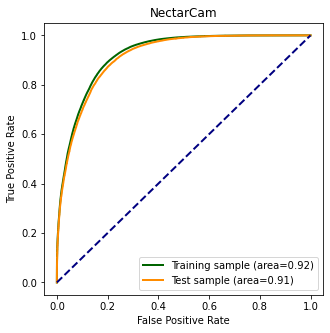 NectarCam
True Positive Rate
1.0
0.8
0.6
0.4
0.2
0.0
Training sample (area=0.92)
Test sample (area=0.91)
0.0 0.2 0.4 0.6 0.8 1.0
False Positive Rate